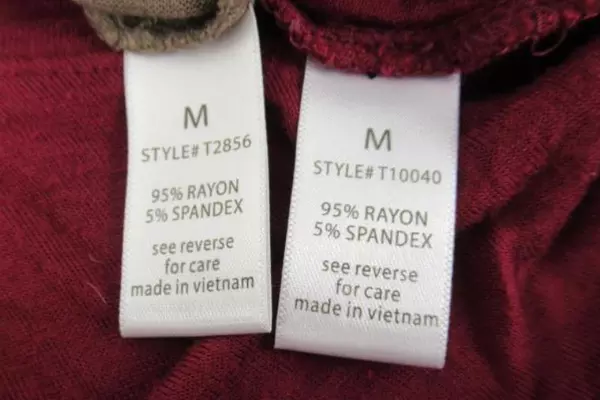 M
STYLE# T2856
95% RAYON
5% SPANDEX
see reverse
for care
made in vietnam
M
STYLE# T10040
95% RAYON
5% SPANDEX
see reverse
for care
made in vietnam